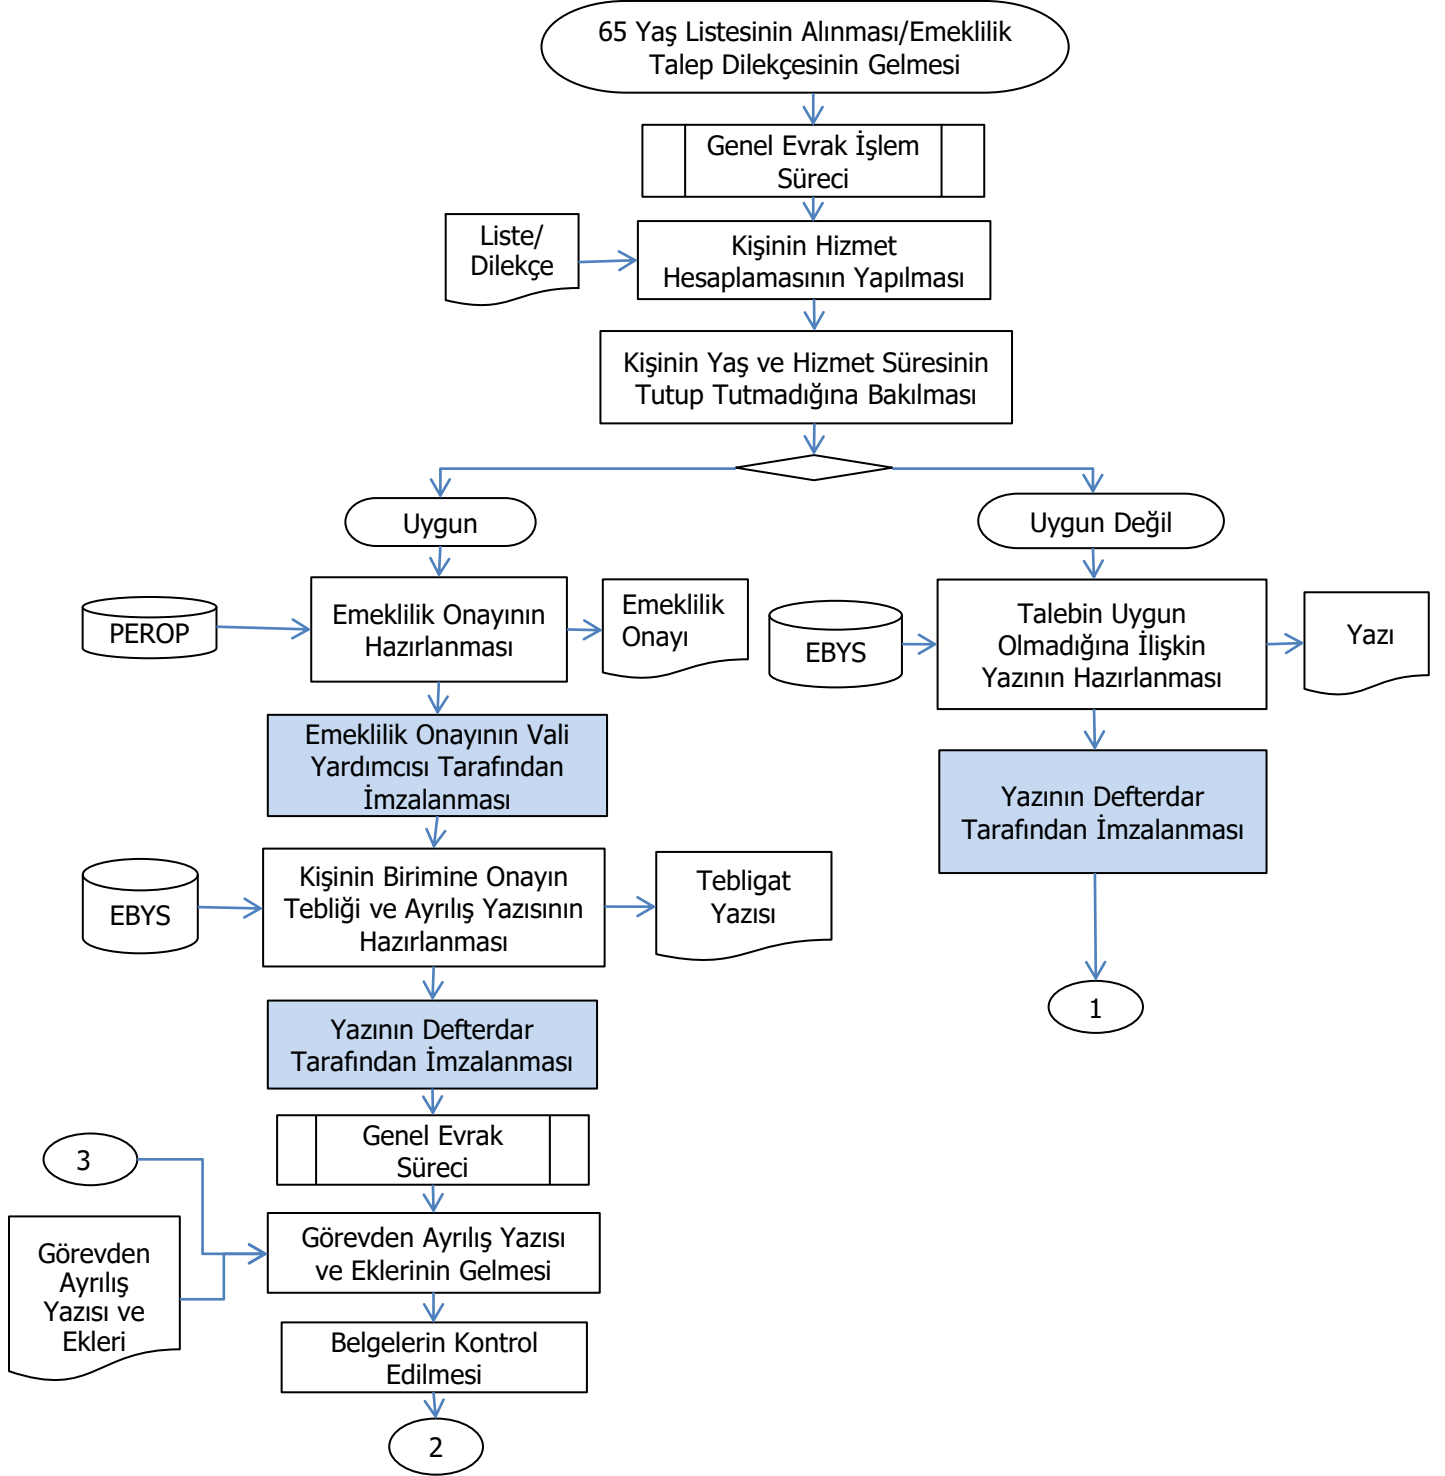 65 Yaş Listesinin Alınması/Emeklilik
Talep Dilekçesinin Gelmesi
Genel Evrak İşlem
Süreci
Liste/
Dilekçe
Kişinin Hizmet
Hesaplamasının Yapılması
Kişinin Yaş ve Hizmet Süresinin
Tutup Tutmadığına Bakılması
Uygun
Uygun Değil
PEROP
Emeklilik Onayının
Hazırlanması
Emeklilik
Onayı
EBYS
Talebin Uygun
Olmadığına İlişkin
Yazının Hazırlanması
Yazı
Emeklilik Onayının Vali
Yardımcısı Tarafından
İmzalanması
Yazının Defterdar
Tarafından İmzalanması
EBYS
Kişinin Birimine Onayın
Tebliği ve Ayrılış Yazısının
Hazırlanması
Tebligat
Yazısı
1
Yazının Defterdar
Tarafından İmzalanması
Genel Evrak
Süreci
3
Görevden
Ayrılış
Yazısı ve
Ekleri
Görevden Ayrılış Yazısı
ve Eklerinin Gelmesi
Belgelerin Kontrol
Edilmesi
2